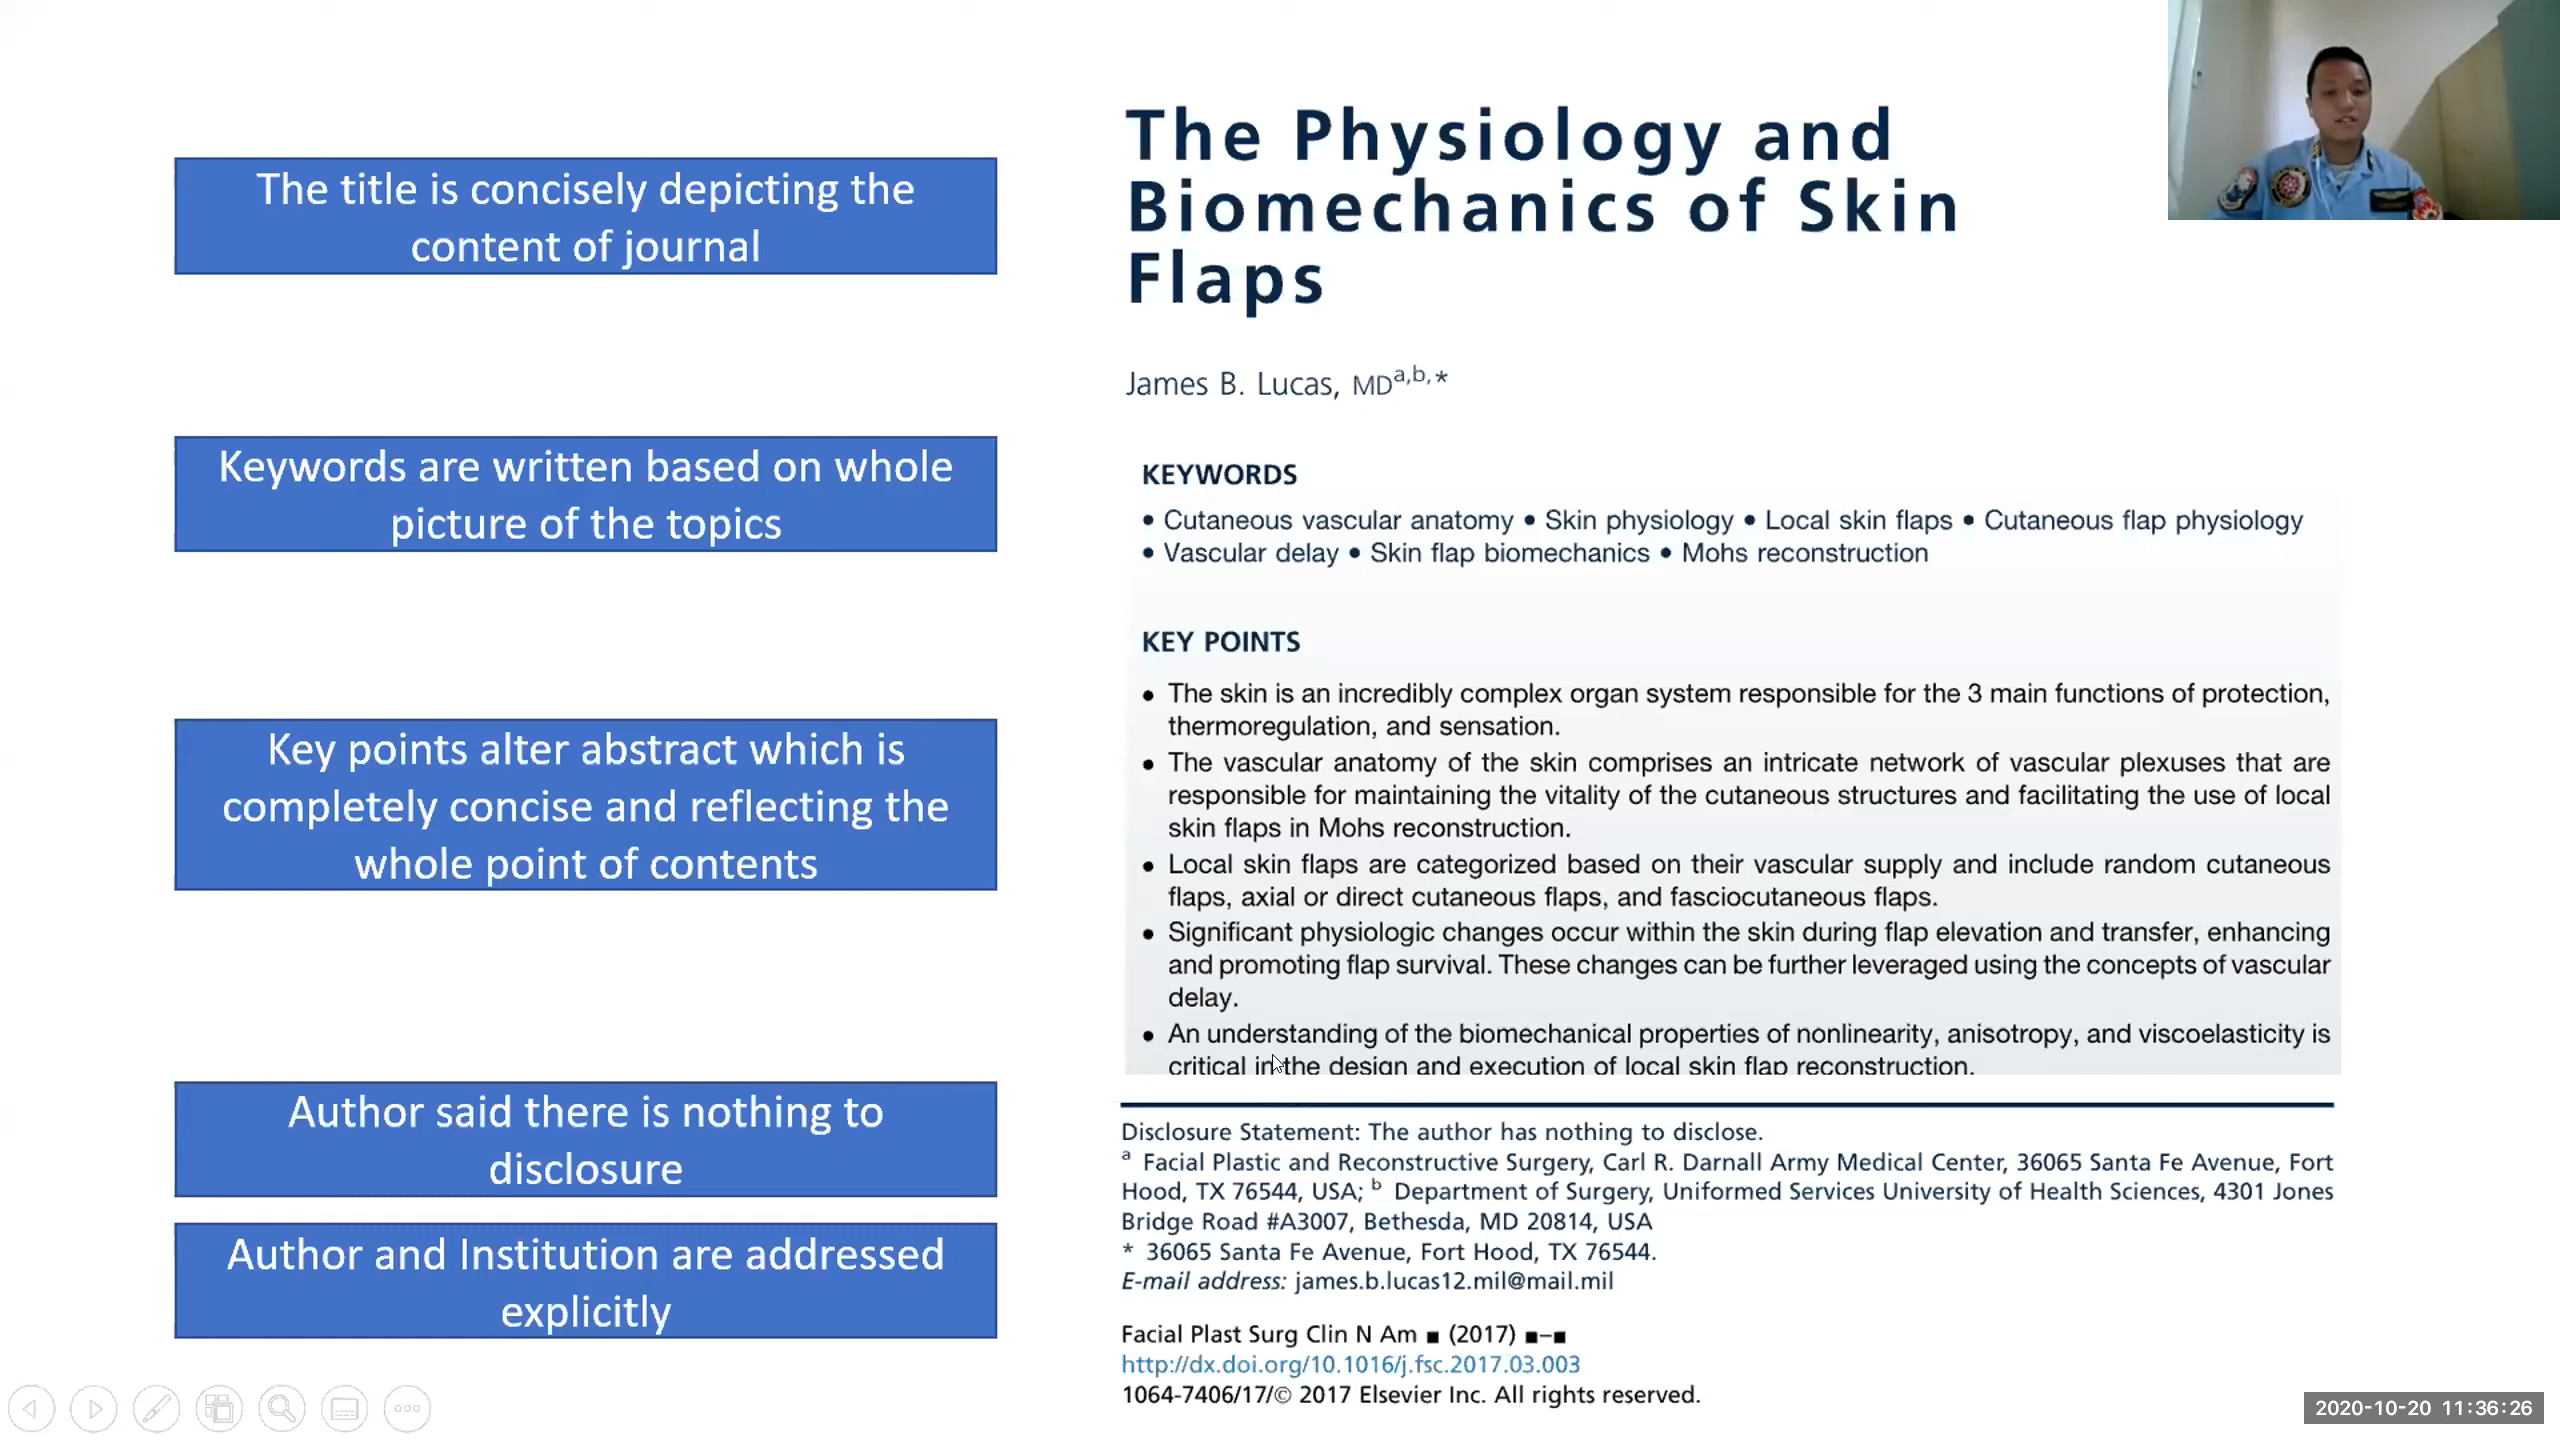 The title is concisely depicting the
content of journal
Keywords are written based on whole
picture of the topics
Key points alter abstract which is
completely concise and reflecting the
whole point of contents
Author said there is nothing to
disclosure
Author and Institution are addressed
explicitly
The Physiology and
Biomechanics of Skin
Flaps
James B. Lucas, MDa,b,*
KEYWORDS
• Cutaneous vascular anatomy • Skin physiology • Local skin flaps • Cutaneous flap physiology
• Vascular delay • Skin flap biomechanics • Mohs reconstruction
KEY POINTS
• The skin is an incredibly complex organ system responsible for the 3 main functions of protection,
thermoregulation, and sensation.
• The vascular anatomy of the skin comprises an intricate network of vascular plexuses that are
responsible for maintaining the vitality of the cutaneous structures and facilitating the use of local
skin flaps in Mohs reconstruction.
• Local skin flaps are categorized based on their vascular supply and include random cutaneous
flaps, axial or direct cutaneous flaps, and fasciocutaneous flaps.
• Significant physiologic changes occur within the skin during flap elevation and transfer, enhancing
and promoting flap survival. These changes can be further leveraged using the concepts of vascular
delay.
• An understanding of the biomechanical properties of nonlinearity, anisotropy, and viscoelasticity is
critical in the design and execution of local skin flap reconstruction.
Disclosure Statement: The author has nothing to disclose.
a Facial Plastic and Reconstructive Surgery, Carl R. Darnall Army Medical Center, 36065 Santa Fe Avenue, Fort
Hood, TX 76544, USA; b Department of Surgery, Uniformed Services University of Health Sciences, 4301 Jones
Bridge Road #A3007, Bethesda, MD 20814, USA
* 36065 Santa Fe Avenue, Fort Hood, TX 76544.
E-mail address: james.b.lucas12.mil@mail.mil
Facial Plast Surg Clin N Am ■ (2017) ■–■
http://dx.doi.org/10.1016/j.fsc.2017.03.003
1064-7406/17/© 2017 Elsevier Inc. All rights reserved.
2020-10-20 11:36:26